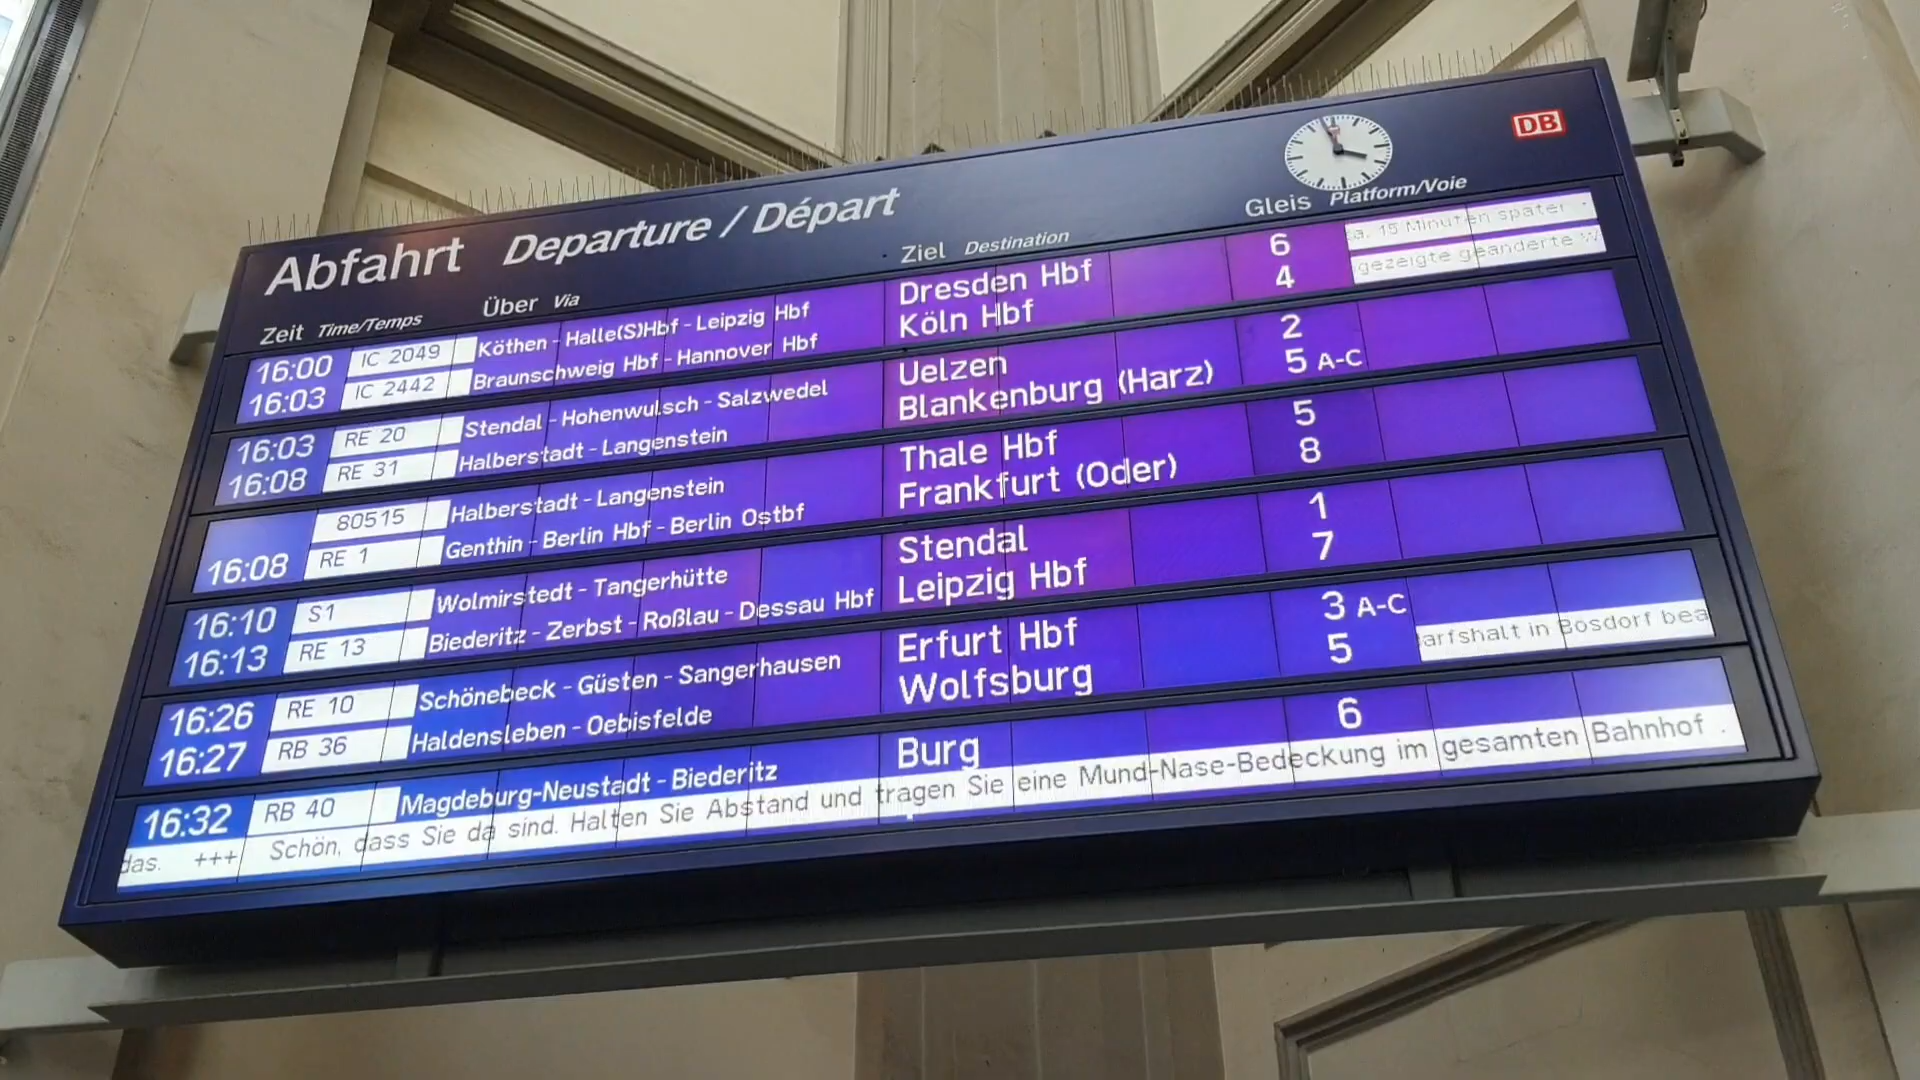 DB
Abfahrt Departure / Départ
Gleis Platform/Voie
Zeit Time/Temps Über Via Ziel Destination
16:00 IC 2049 Köthen - Halle(S)Hbf - Leipzig Hbf Dresden Hbf 6 ca. 15 Minuten später
16:03 IC 2442 Braunschweig Hbf - Hannover Hbf Köln Hbf 4 gezeigte geänderte W
16:03 RE 20 Stendal - Hohenwulsch - Salzwedel Uelzen 2
16:08 RE 31 Halberstadt - Langenstein Blankenburg (Harz) 5 A-C
80515 Halberstadt - Langenstein Thale Hbf 5
16:08 RE 1 Genthin - Berlin Hbf - Berlin Ostbf Frankfurt (Oder) 8
16:10 S1 Wolmirstedt - Tangerhütte Stendal 1
16:13 RE 13 Biederitz - Zerbst - Roßlau - Dessau Hbf Leipzig Hbf 7
16:26 RE 10 Schönebeck - Güsten - Sangerhausen Erfurt Hbf 3 A-C
16:27 RB 36 Haldensleben - Oebisfelde Wolfsburg 5 arfshalt in Bösdorf bea
16:32 RB 40 Magdeburg-Neustadt - Biederitz Burg 6
das. +++ Schön, dass Sie da sind. Halten Sie Abstand und tragen Sie eine Mund-Nase-Bedeckung im gesamten Bahnhof .